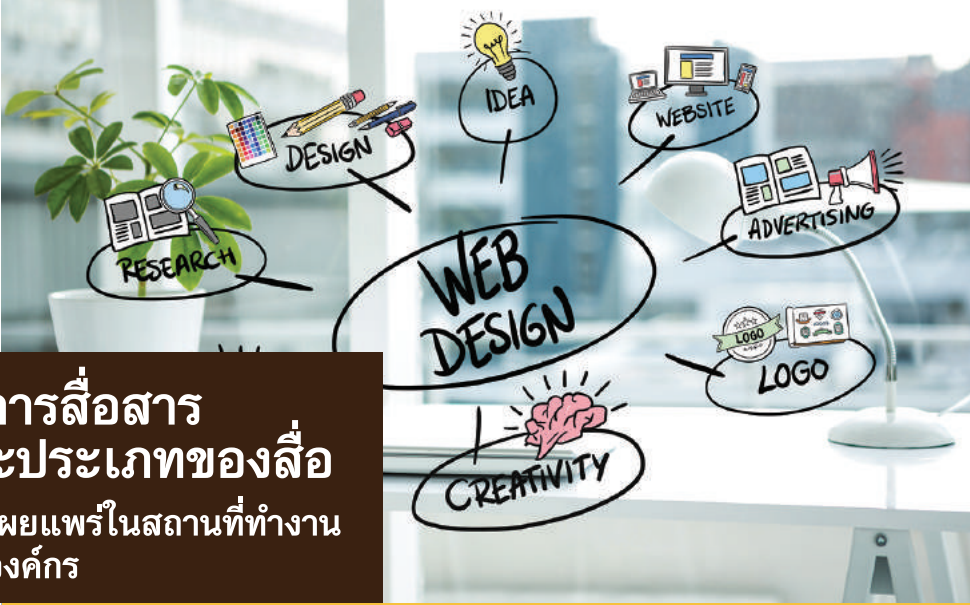 IDEA
WEBSITE
DESIGN
ADVERTISING
RESEARCH
WEB
DESIGN
LOGO
LOGO
CREATIVITY
การสื่อสาร
ประเภทของสื่อ
ผยแพร่ในสถานที่ทำงาน
งค์กร